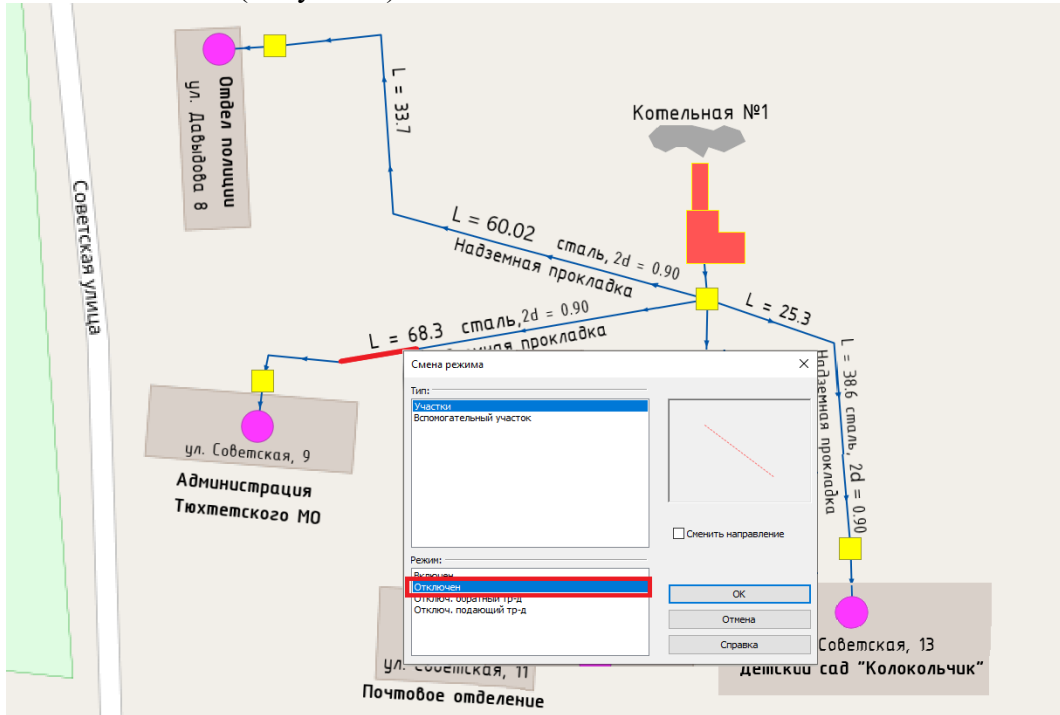 Отдел полиции
ул. Давыдова 8
L = 33.7
Котельная №1
Советская улица
L = 60.02 сталь, 2d = 0.90
Надземная прокладка
L = 25.3
L = 68.3 сталь,2d = 0.90
прокладка
L = 38.6 сталь, 2d = 0.90
Надземная прокладка
Смена режима
Тип:
Участки
Вспомогательный участок
Сменить направление
Режим:
Включен
Отключен
Отключ. обратный тр-д
Отключ. подающий тр-д
ОК
Отмена
Справка
ул. Советская, 9
Администрация
Тюхтетского МО
Советская, 13
Детский сад "Колокольчик"
ул. Советская, 11
Почтовое отделение